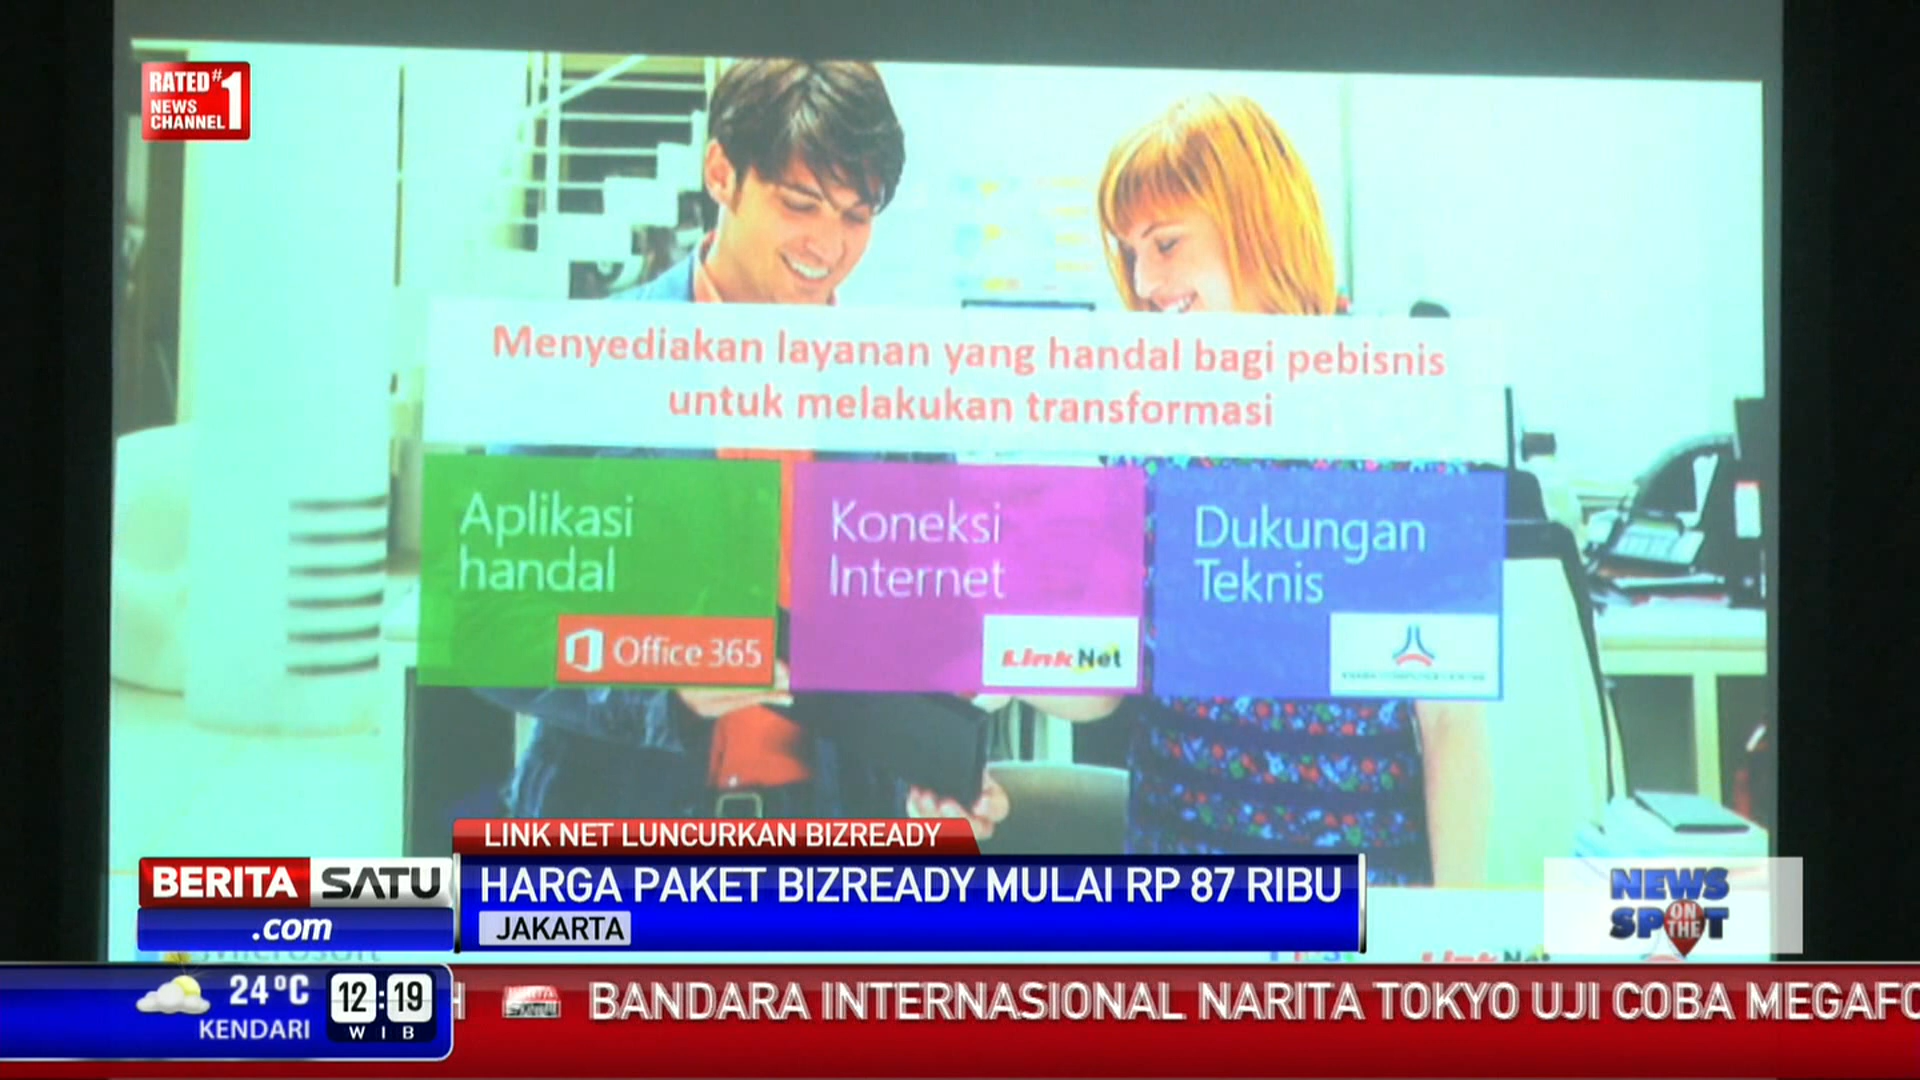 RATED #1
NEWS
CHANNEL
Menyediakan layanan yang handal bagi pebisnis
untuk melakukan transformasi
Aplikasi
handal
Office 365
Koneksi
Internet
Link Net
Dukungan
Teknis
LINK NET LUNCURKAN BIZREADY
HARGA PAKET BIZREADY MULAI RP 87 RIBU
JAKARTA
BERITA SATU
.com
NEWS
ON THE
SPOT
Microsoft
24°C
KENDARI
12:19
WIB
BANDARA INTERNASIONAL NARITA TOKYO UJI COBA MEGAFO